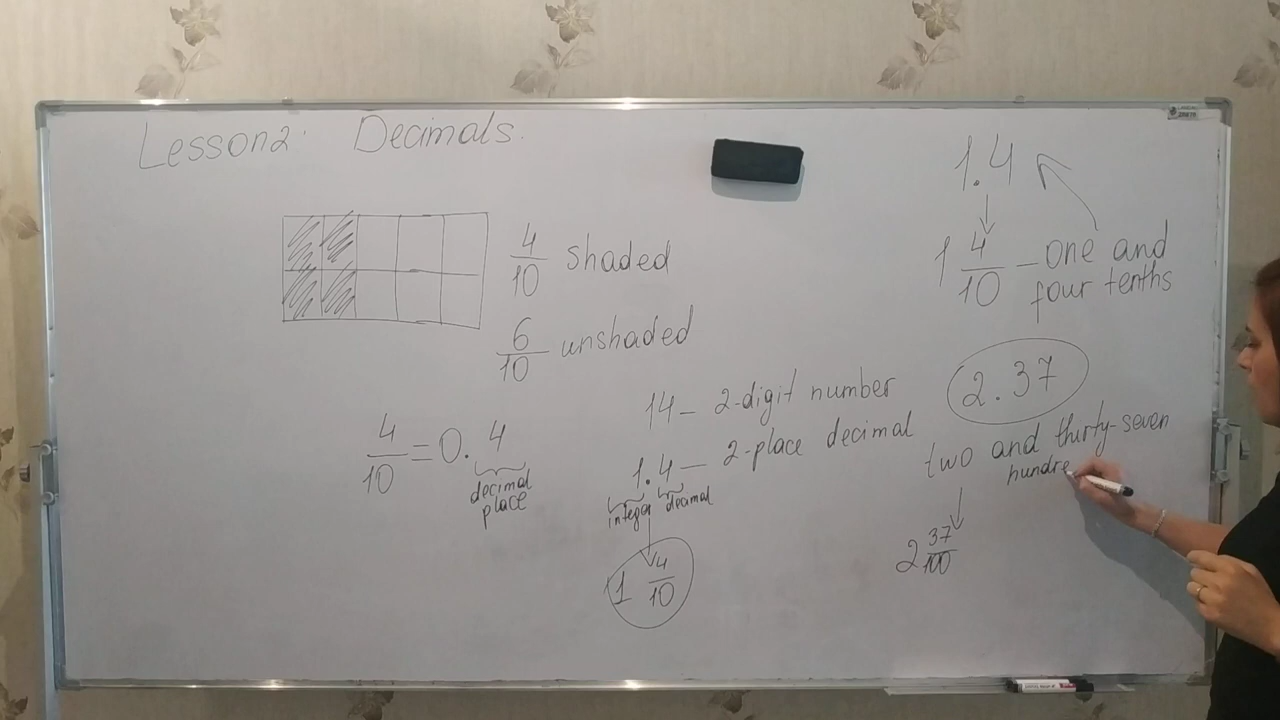 Lesson 2. Decimals.
4/10 shaded
6/10 unshaded
4/10 = 0.4
decimal
place
14 – 2-digit number
1.4 – 2-place decimal
integer decimal
1 4/10
1.4
1 4/10 – one and
four tenths
2.37
two and thirty-seven
hundre
2 37/100